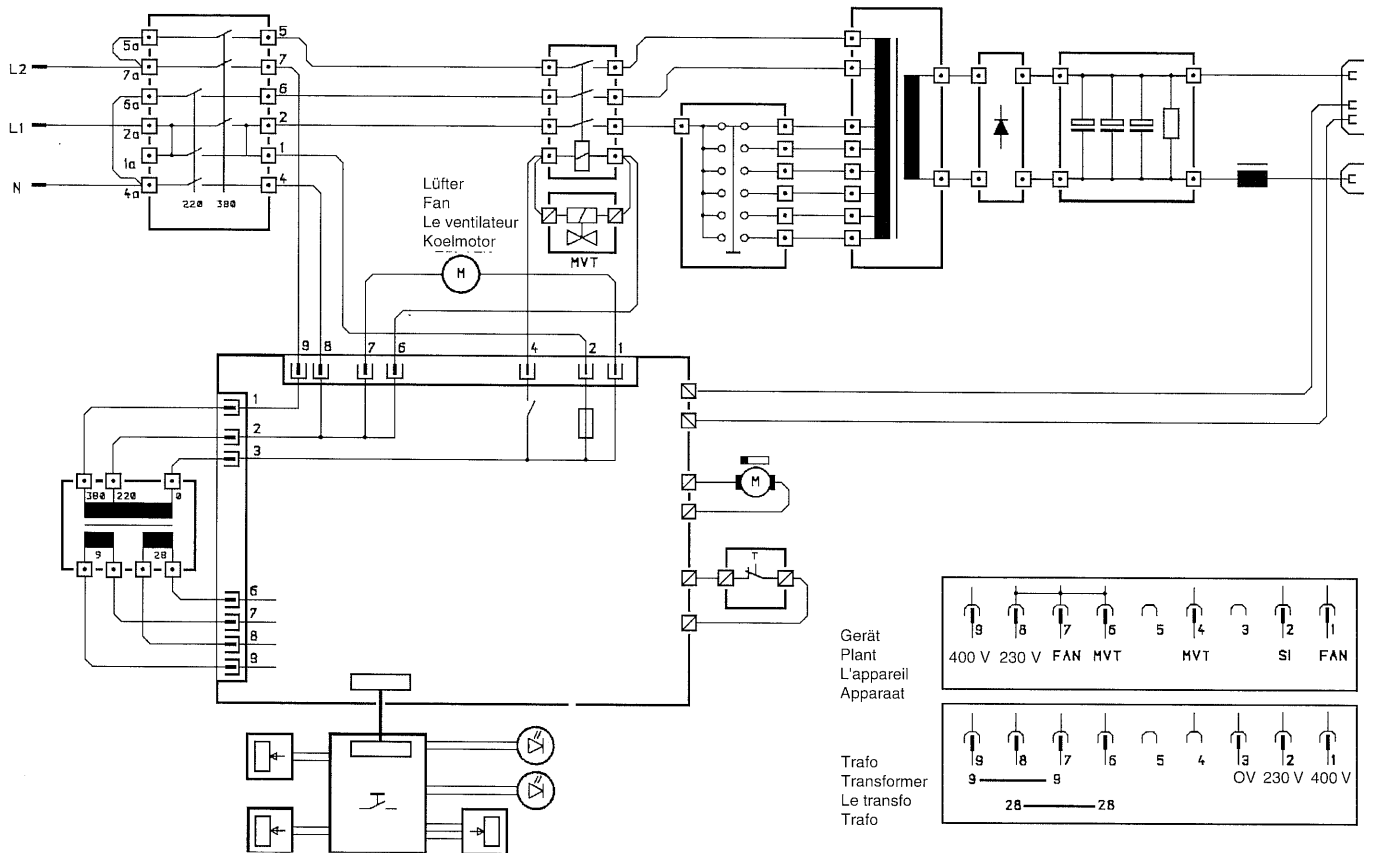 5a
5
L2
7a
7
6a
6
L1
2a
2
1a
1
N
4a
4
220
380
MVT
Lüfter
Fan
Le ventilateur
Koelmotor
M
9
8
7
6
4
2
1
1
2
3
380
220
0
9
28
6
7
8
9
M
T
Gerät
Plant
L'appareil
Apparaat
9
8
7
6
5
4
3
2
1
400 V
230 V
FAN
MVT
MVT
SI
FAN
Trafo
Transformer
Le transfo
Trafo
9
8
7
6
5
4
3
2
1
9
9
OV
230 V
400 V
28
28